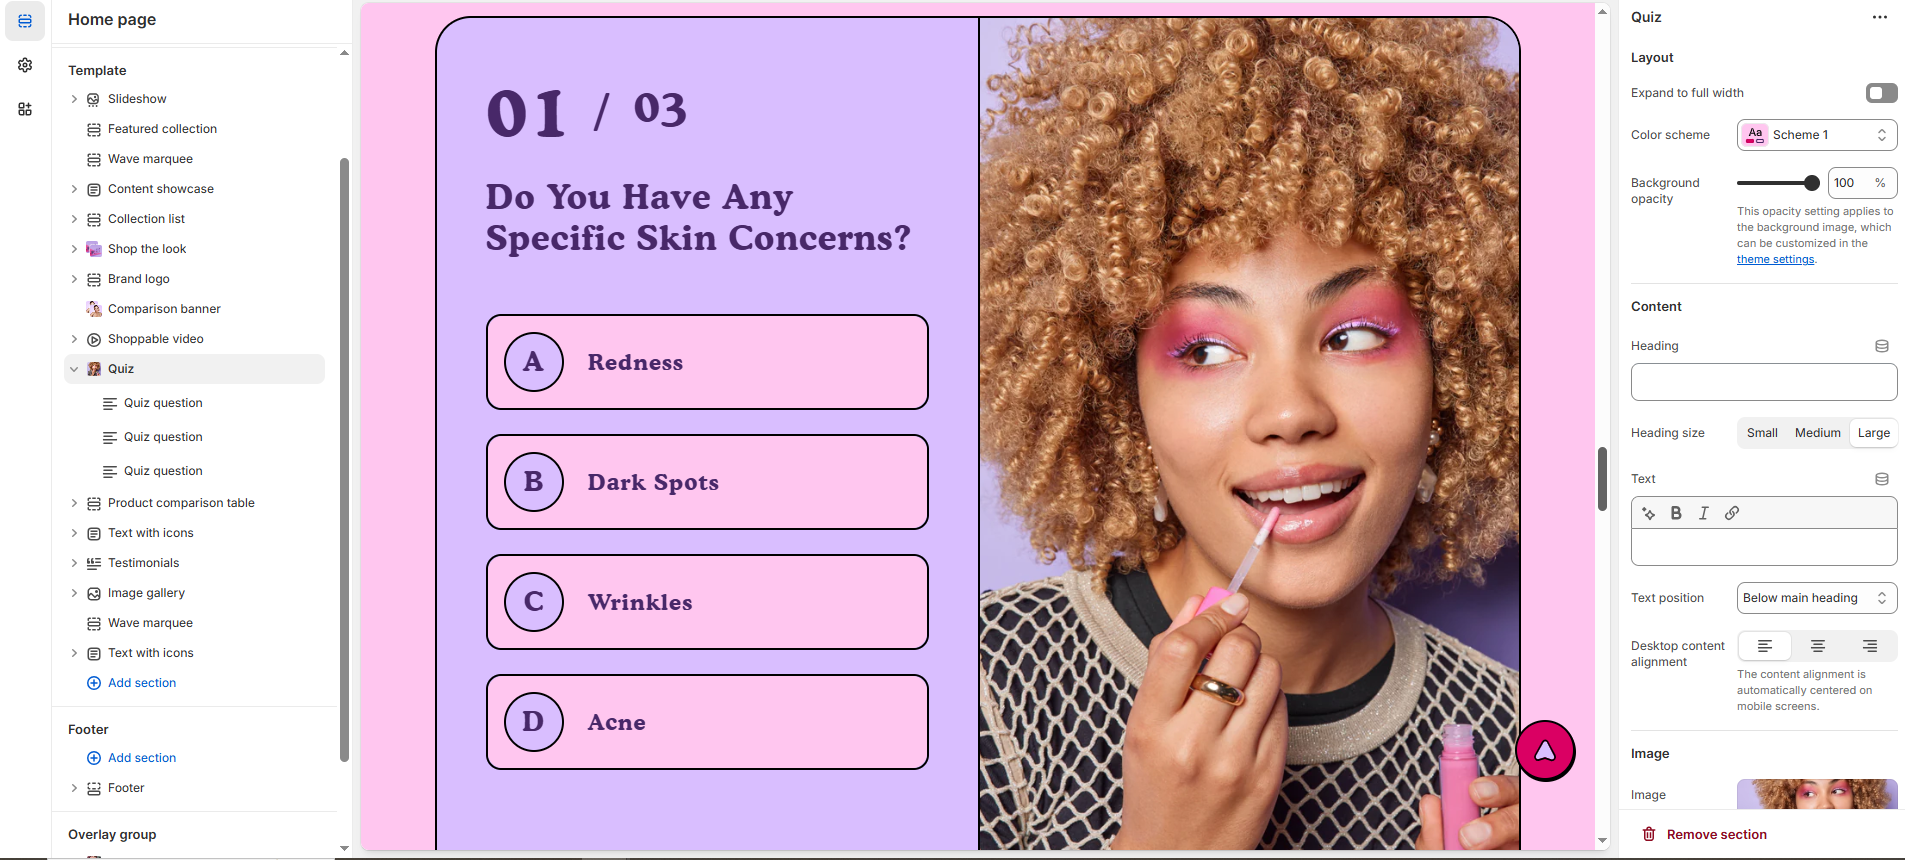 Home page
Template
Slideshow
Featured collection
Wave marquee
Content showcase
Collection list
Shop the look
Brand logo
Comparison banner
Shoppable video
Quiz
Quiz question
Quiz question
Quiz question
Product comparison table
Text with icons
Testimonials
Image gallery
Wave marquee
Text with icons
Add section
Footer
Add section
Footer
Overlay group
01 / 03
Do You Have Any
Specific Skin Concerns?
A Redness
B Dark Spots
C Wrinkles
D Acne
Quiz
Layout
Expand to full width
Color scheme
Aa Scheme 1
Background
opacity
100 %
This opacity setting applies to
the background image, which
can be customized in the
theme settings.
Content
Heading
Heading size
Small Medium Large
Text
B I
Text position
Below main heading
Desktop content
alignment
The content alignment is
automatically centered on
mobile screens.
Image
Image
Remove section